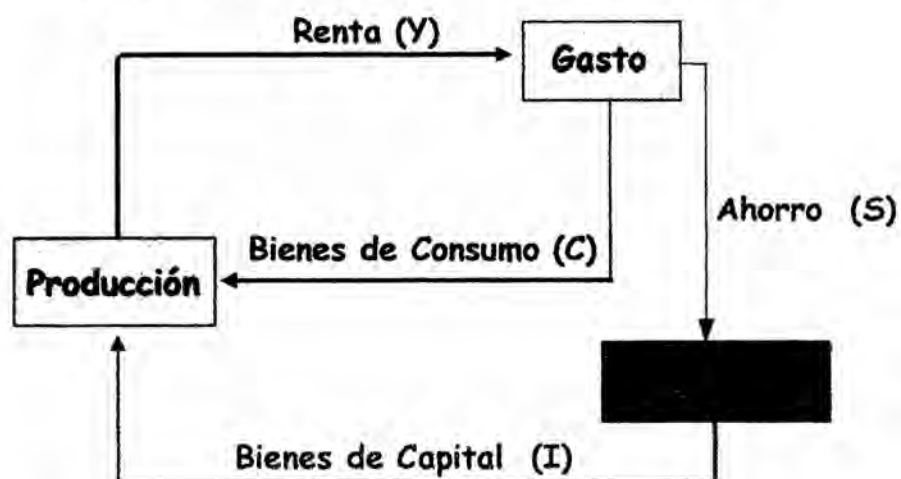 Renta (Y)
Gasto
Ahorro (S)
Bienes de Consumo (C)
Producción
Bienes de Capital (I)